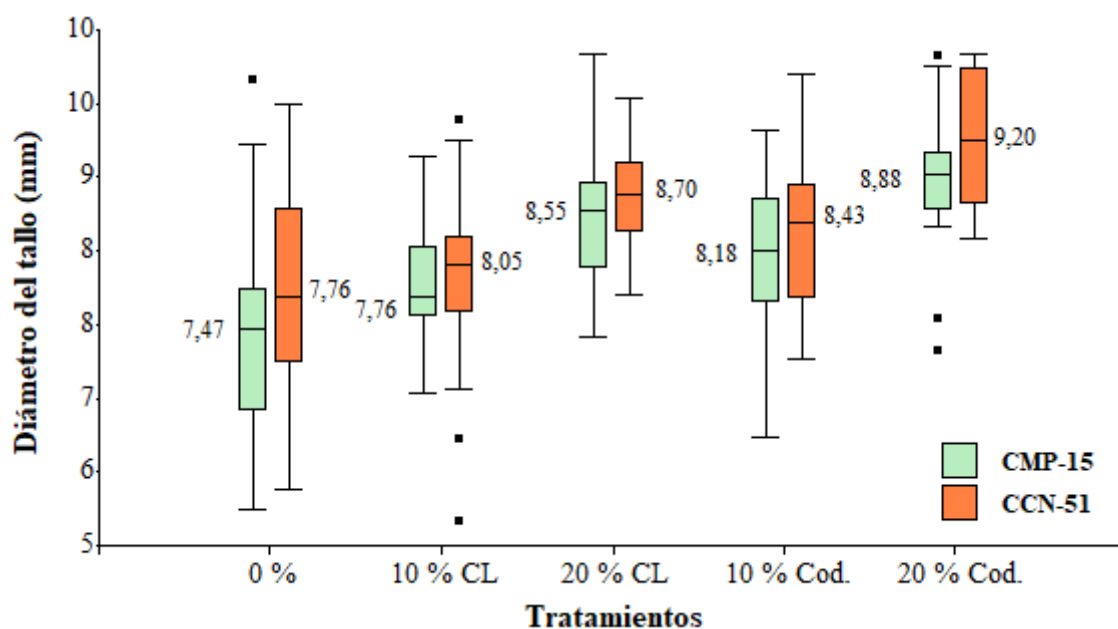 Diámetro del tallo (mm)
10
10
9
8
8
7
6
5
7,47
7,76
7,76
8,05
8,55
8,70
8,18
8,43
8,88
9,20
CMP-15
CCN-51
0 %
10 % CL
20 % CL
10 % Cod.
20 % Cod.
Tratamientos